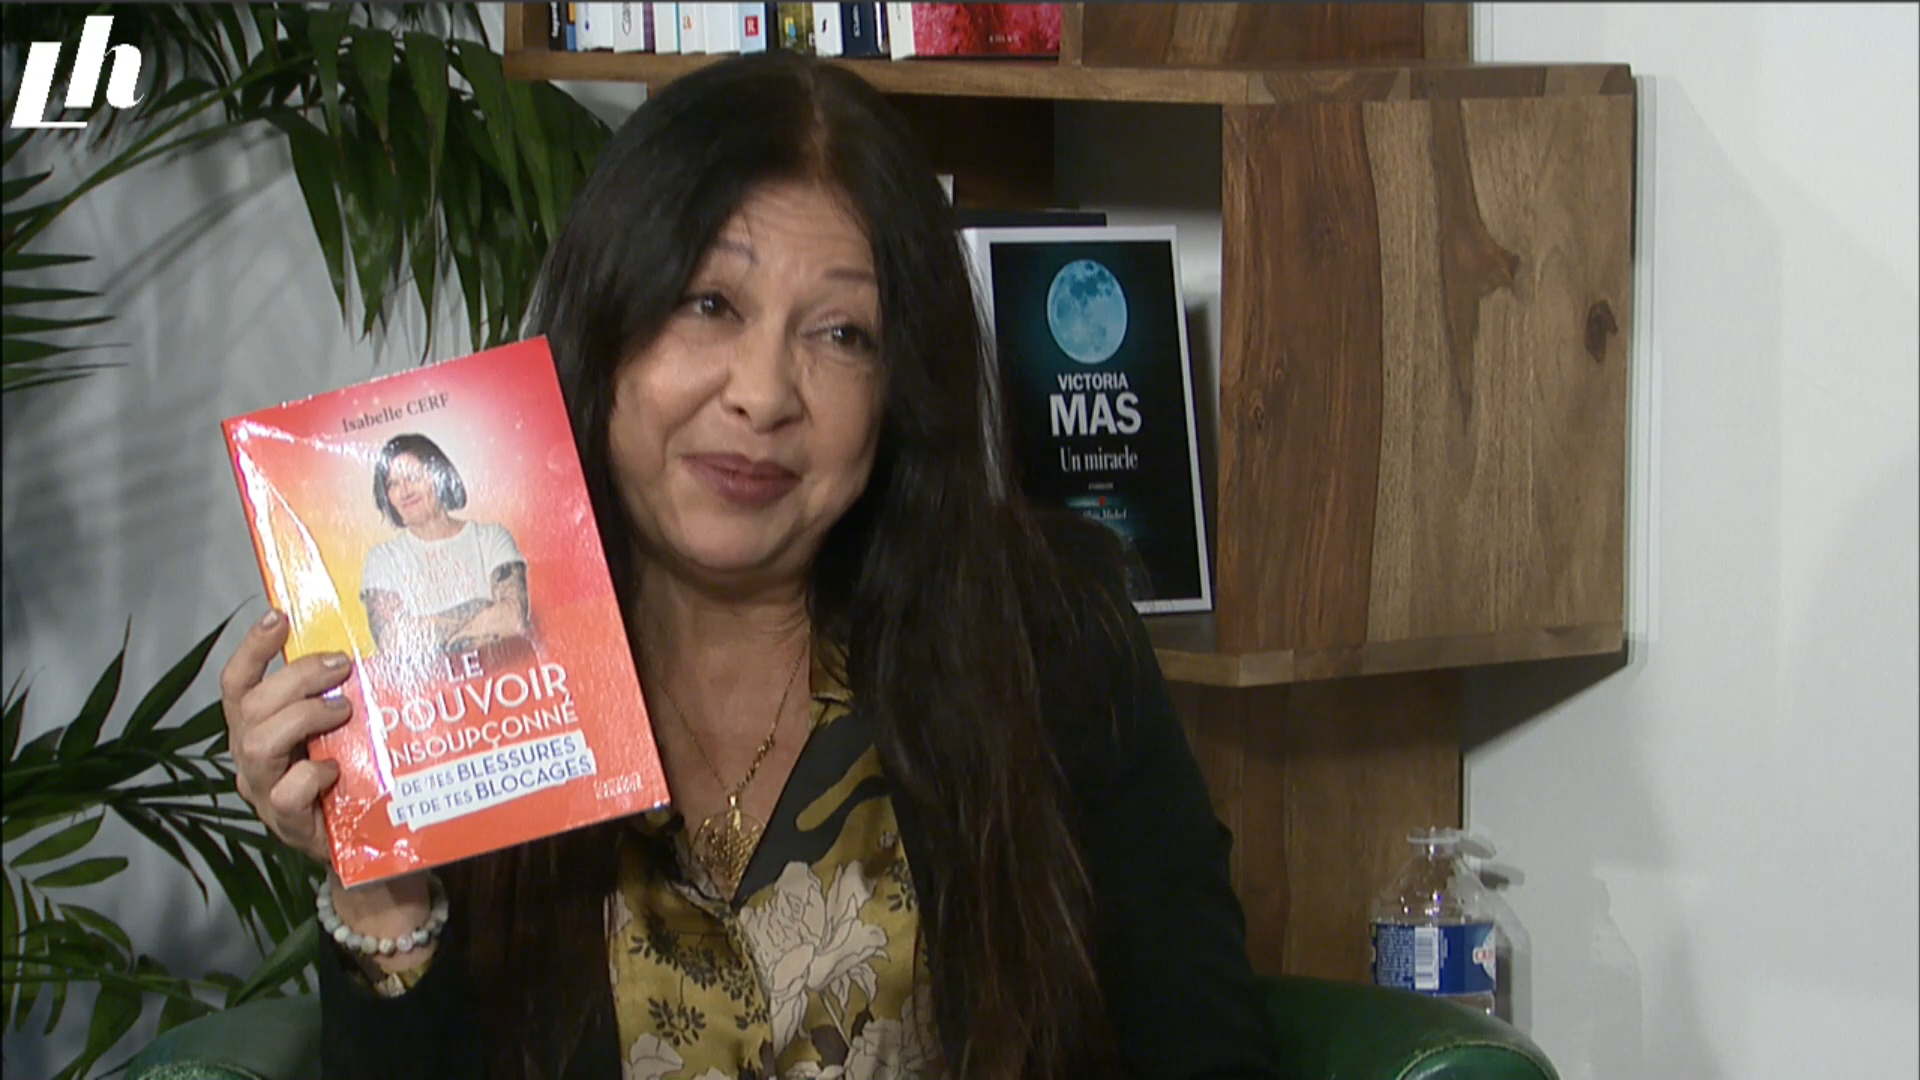 Lh
Isabelle CERF
LE
POUVOIR
INSOUPÇONNÉ
DE TES BLESSURES
ET DE TES BLOCAGES
VICTORIA
MAS
Un miracle